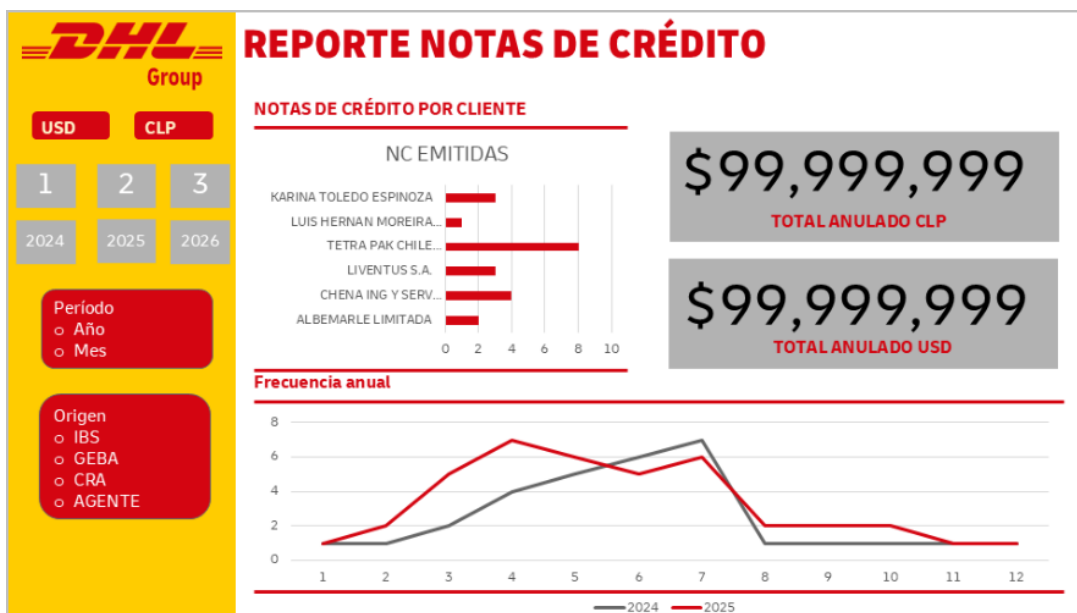 DHL
Group
REPORTE NOTAS DE CRÉDITO
USD CLP
1 2 3
2024 2025 2026
Período
o Año
o Mes
Origen
o IBS
o GEBA
o CRA
o AGENTE
NOTAS DE CRÉDITO POR CLIENTE
NC EMITIDAS
KARINA TOLEDO ESPINOZA
LUIS HERNAN MOREIRA...
TETRA PAK CHILE...
LIVENTUS S.A.
CHENA ING Y SERV...
ALBEMARLE LIMITADA
0 2 4 6 8 10
$99,999,999
TOTAL ANULADO CLP
$99,999,999
TOTAL ANULADO USD
Frecuencia anual
8
6
4
2
0
1 2 3 4 5 6 7 8 9 10 11 12
2024 2025